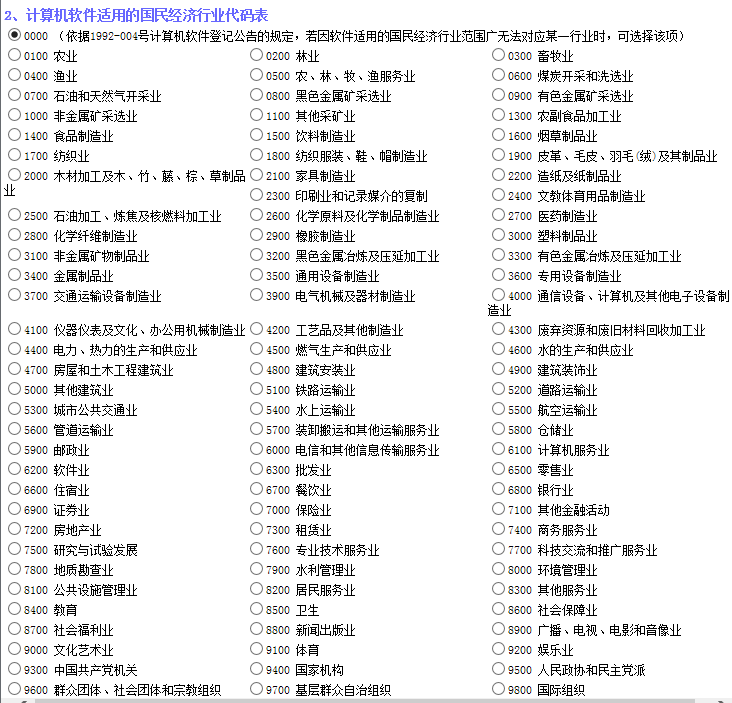 2、计算机软件适用的国民经济行业代码表
0000 （依据1992-004号计算机软件登记公告的规定，若因软件适用的国民经济行业范围广无法对应某一行业时，可选择该项）
0100 农业 0200 林业 0300 畜牧业
0400 渔业 0500 农、林、牧、渔服务业 0600 煤炭开采和洗选业
0700 石油和天然气开采业 0800 黑色金属矿采选业 0900 有色金属矿采选业
1000 非金属矿采选业 1100 其他采矿业 1300 农副食品加工业
1400 食品制造业 1500 饮料制造业 1600 烟草制品业
1700 纺织业 1800 纺织服装、鞋、帽制造业 1900 皮革、毛皮、羽毛(绒)及其制品业
2000 木材加工及木、竹、藤、棕、草制品 2100 家具制造业 2200 造纸及纸制品业
业 2300 印刷业和记录媒介的复制 2400 文教体育用品制造业
2500 石油加工、炼焦及核燃料加工业 2600 化学原料及化学制品制造业 2700 医药制造业
2800 化学纤维制造业 2900 橡胶制造业 3000 塑料制品业
3100 非金属矿物制品业 3200 黑色金属冶炼及压延加工业 3300 有色金属冶炼及压延加工业
3400 金属制品业 3500 通用设备制造业 3600 专用设备制造业
3700 交通运输设备制造业 3900 电气机械及器材制造业 4000 通信设备、计算机及其他电子设备制
造业
4100 仪器仪表及文化、办公用机械制造业 4200 工艺品及其他制造业 4300 废弃资源和废旧材料回收加工业
4400 电力、热力的生产和供应业 4500 燃气生产和供应业 4600 水的生产和供应业
4700 房屋和土木工程建筑业 4800 建筑安装业 4900 建筑装饰业
5000 其他建筑业 5100 铁路运输业 5200 道路运输业
5300 城市公共交通业 5400 水上运输业 5500 航空运输业
5600 管道运输业 5700 装卸搬运和其他运输服务业 5800 仓储业
5900 邮政业 6000 电信和其他信息传输服务业 6100 计算机服务业
6200 软件业 6300 批发业 6500 零售业
6600 住宿业 6700 餐饮业 6800 银行业
6900 证券业 7000 保险业 7100 其他金融活动
7200 房地产业 7300 租赁业 7400 商务服务业
7500 研究与试验发展 7600 专业技术服务业 7700 科技交流和推广服务业
7800 地质勘查业 7900 水利管理业 8000 环境管理业
8100 公共设施管理业 8200 居民服务业 8300 其他服务业
8400 教育 8500 卫生 8600 社会保障业
8700 社会福利业 8800 新闻出版业 8900 广播、电视、电影和音像业
9000 文化艺术业 9100 体育 9200 娱乐业
9300 中国共产党机关 9400 国家机构 9500 人民政协和民主党派
9600 群众团体、社会团体和宗教组织 9700 基层群众自治组织 9800 国际组织